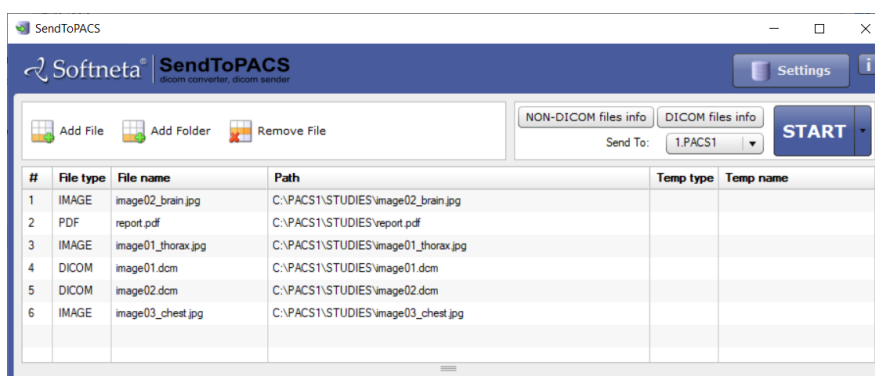 SendToPACS
Softneta® SendToPACS
dicom converter, dicom sender
Settings
i
Add File Add Folder Remove File
NON-DICOM files info DICOM files info
Send To: 1.PACS1
START
# File type File name Path Temp type Temp name
1 IMAGE image02_brain.jpg C:\PACS1\STUDIES\image02_brain.jpg
2 PDF report.pdf C:\PACS1\STUDIES\report.pdf
3 IMAGE image01_thorax.jpg C:\PACS1\STUDIES\image01_thorax.jpg
4 DICOM image01.dcm C:\PACS1\STUDIES\image01.dcm
5 DICOM image02.dcm C:\PACS1\STUDIES\image02.dcm
6 IMAGE image03_chest.jpg C:\PACS1\STUDIES\image03_chest.jpg